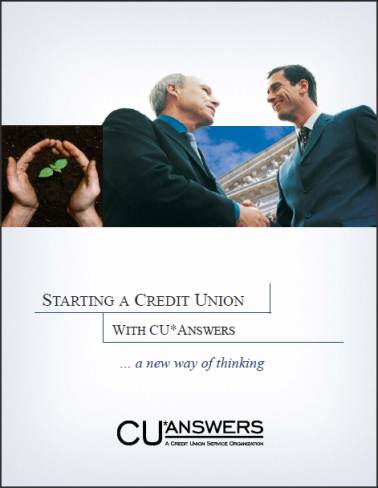 STARTING A CREDIT UNION
WITH CU*ANSWERS
... a new way of thinking
CU*ANSWERS
A CREDIT UNION SERVICE ORGANIZATION